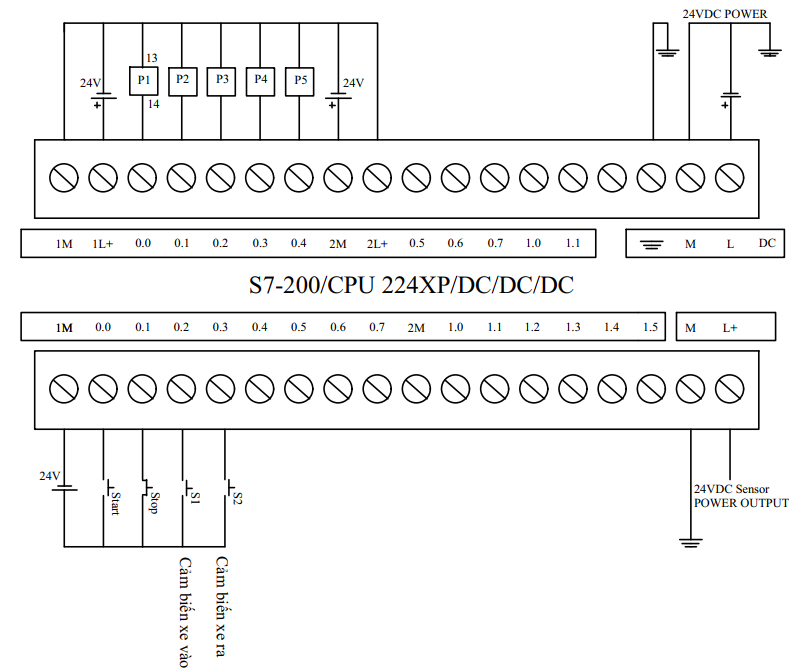 24VDC POWER
13
24V
P1
P2
P3
P4
P5
24V
14
1M 1L+ 0.0 0.1 0.2 0.3 0.4 2M 2L+ 0.5 0.6 0.7 1.0 1.1
M L DC
S7-200/CPU 224XP/DC/DC/DC
1M 0.0 0.1 0.2 0.3 0.4 0.5 0.6 0.7 2M 1.0 1.1 1.2 1.3 1.4 1.5
M L+
24V
Start
Stop
S1
S2
24VDC Sensor
POWER OUTPUT
Cảm biến xe vào
Cảm biến xe ra